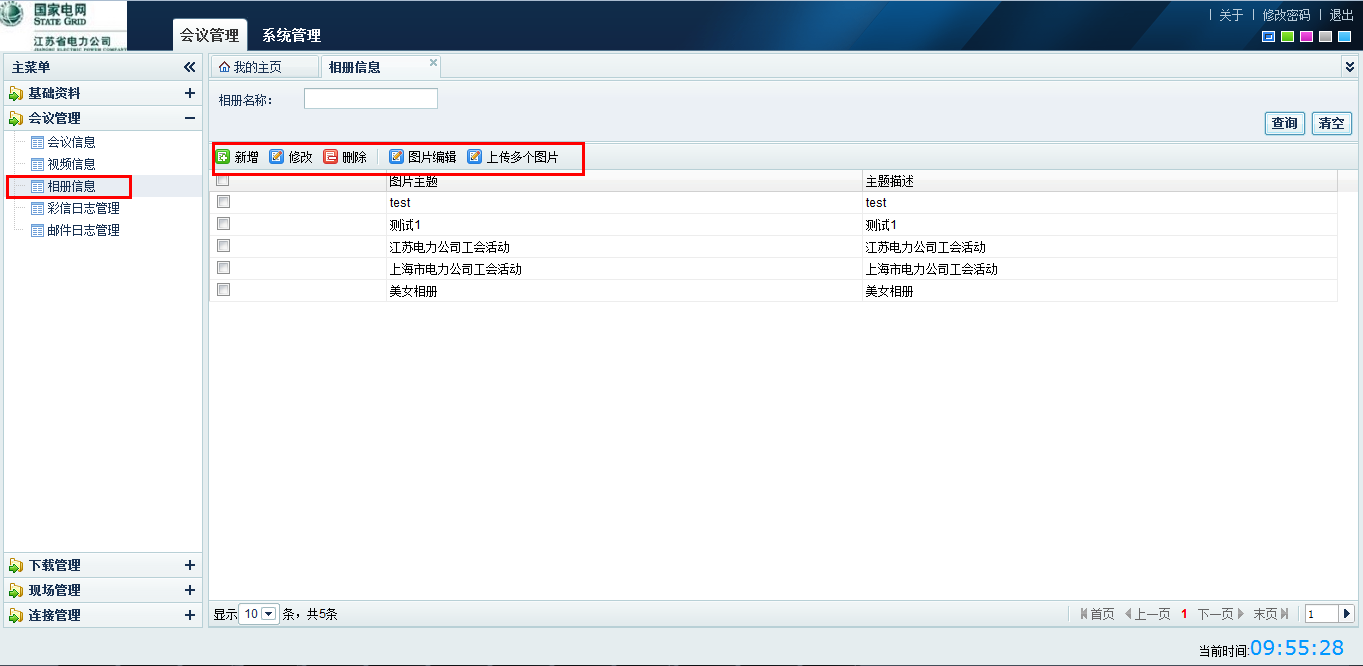 国家电网
STATE GRID
江苏省电力公司
JIANGSU ELECTRIC POWER COMPANY
会议管理 系统管理
关于 修改密码 退出
主菜单
基础资料
会议管理
会议信息
视频信息
相册信息
彩信日志管理
邮件日志管理
下载管理
现场管理
连接管理
我的主页 相册信息
相册名称：
查询 清空
新增 修改 删除 图片编辑 上传多个图片
图片主题 主题描述
test test
测试1 测试1
江苏电力公司工会活动 江苏电力公司工会活动
上海市电力公司工会活动 上海市电力公司工会活动
美女相册 美女相册
显示 10 条，共5条
首页 上一页 1 下一页 末页 1
当前时间:09:55:28